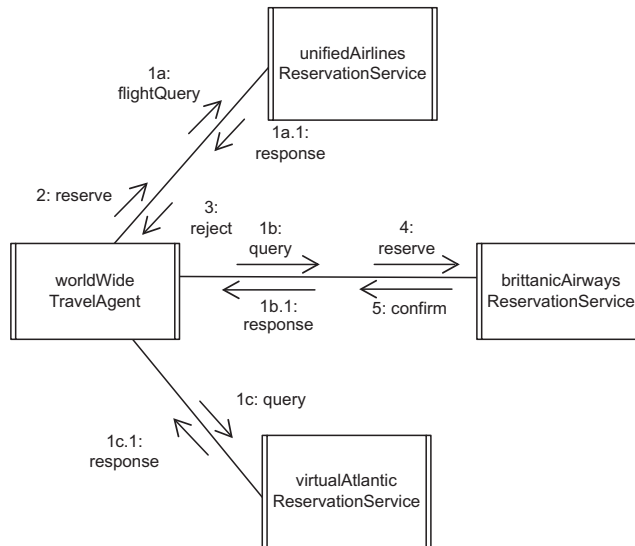 unifiedAirlines
ReservationService
1a:
flightQuery
1a.1:
response
2: reserve
3:
reject
1b:
query
4:
reserve
worldWide
TravelAgent
brittanicAirways
ReservationService
1b.1:
response
5: confirm
1c: query
1c.1:
response
virtualAtlantic
ReservationService